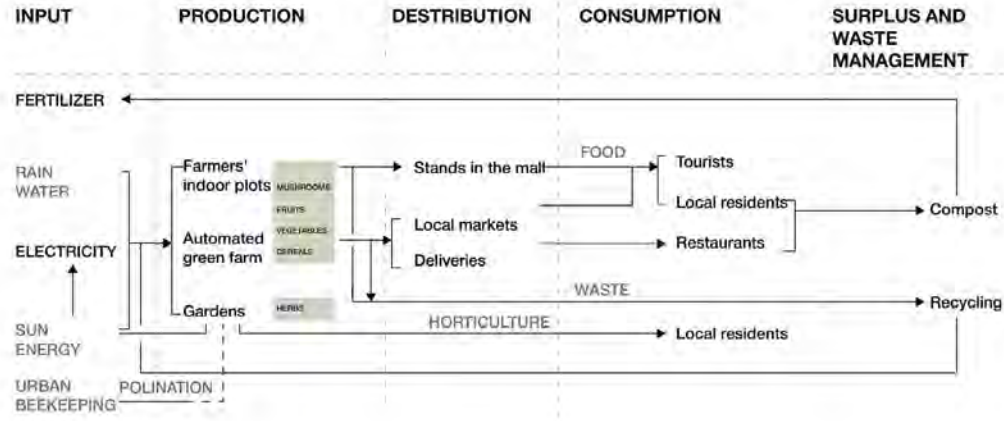 INPUT
PRODUCTION
DESTRIBUTION
CONSUMPTION
SURPLUS AND
WASTE
MANAGEMENT
FERTILIZER
RAIN
WATER
ELECTRICITY
SUN
ENERGY
URBAN
BEEKEEPING
POLINATION
Farmers'
indoor plots
Automated
green farm
Gardens
MUSHROOMS
FRUITS
VEGETABLES
CEREALS
HERBS
Stands in the mall
Local markets
Deliveries
FOOD
WASTE
HORTICULTURE
Tourists
Local residents
Restaurants
Local residents
Compost
Recycling